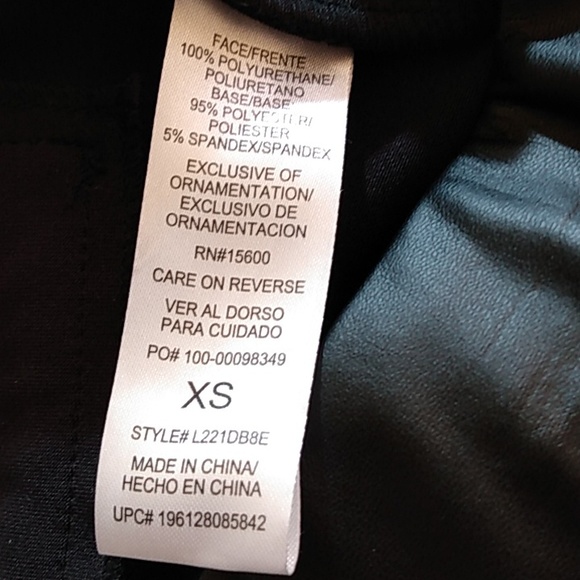 FACE/FRENTE
100% POLYURETHANE/
POLIURETANO
BASE/BASE
95% POLYESTER/
POLIESTER
5% SPANDEX/SPANDEX
EXCLUSIVE OF
ORNAMENTATION/
EXCLUSIVO DE
ORNAMENTACION
RN#15600
CARE ON REVERSE
VER AL DORSO
PARA CUIDADO
PO# 100-00098349
XS
STYLE# L221DB8E
MADE IN CHINA/
HECHO EN CHINA
UPC# 196128085842